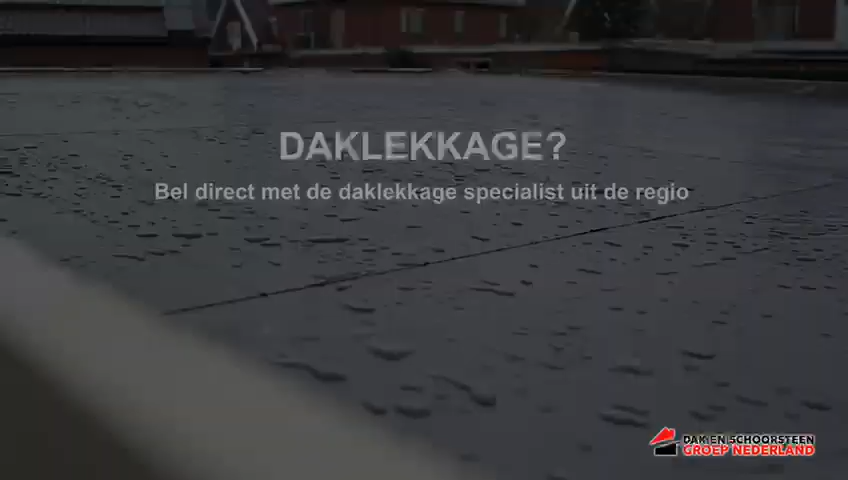 DAKLEKKAGE?
Bel direct met de daklekkage specialist uit de regio
DAK EN SCHOORSTEEN
GROEP NEDERLAND